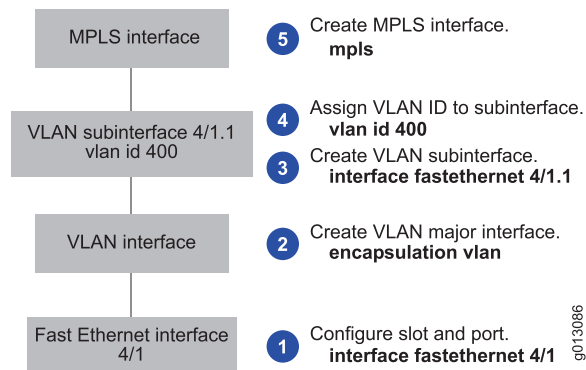 MPLS interface
5 Create MPLS interface.
mpls
VLAN subinterface 4/1.1
vlan id 400
4 Assign VLAN ID to subinterface.
vlan id 400
3 Create VLAN subinterface.
interface fastethernet 4/1.1
VLAN interface
2 Create VLAN major interface.
encapsulation vlan
Fast Ethernet interface
4/1
1 Configure slot and port.
interface fastethernet 4/1
g013086